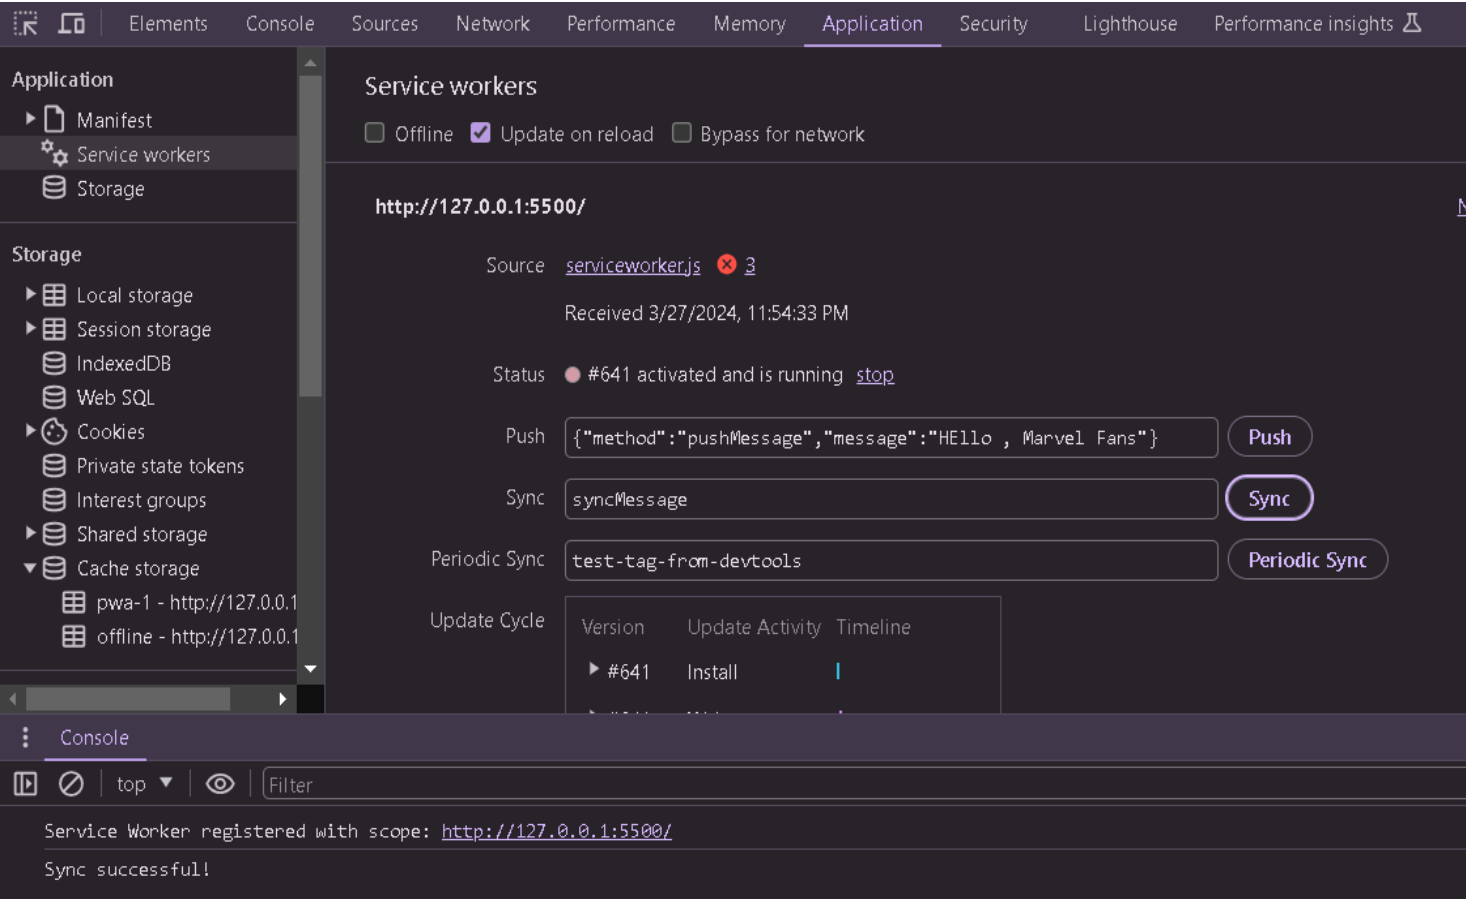 Elements Console Sources Network Performance Memory Application Security Lighthouse Performance insights
Application
Manifest
Service workers
Storage
Storage
Local storage
Session storage
IndexedDB
Web SQL
Cookies
Private state tokens
Interest groups
Shared storage
Cache storage
pwa-1 - http://127.0.0.1
offline - http://127.0.0.1
Service workers
Offline Update on reload Bypass for network
http://127.0.0.1:5500/
Source serviceworker.js 3
Received 3/27/2024, 11:54:33 PM
Status #641 activated and is running stop
Push {"method":"pushMessage","message":"HEllo , Marvel Fans"} Push
Sync syncMessage Sync
Periodic Sync test-tag-from-devtools Periodic Sync
Update Cycle Version Update Activity Timeline
#641 Install
Console
top Filter
Service Worker registered with scope: http://127.0.0.1:5500/
Sync successful!